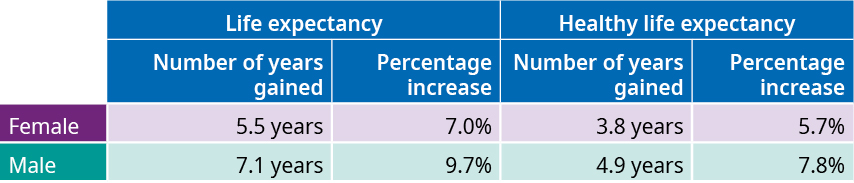 Life expectancy Healthy life expectancy
Number of years gained Percentage increase Number of years gained Percentage increase
Female 5.5 years 7.0% 3.8 years 5.7%
Male 7.1 years 9.7% 4.9 years 7.8%